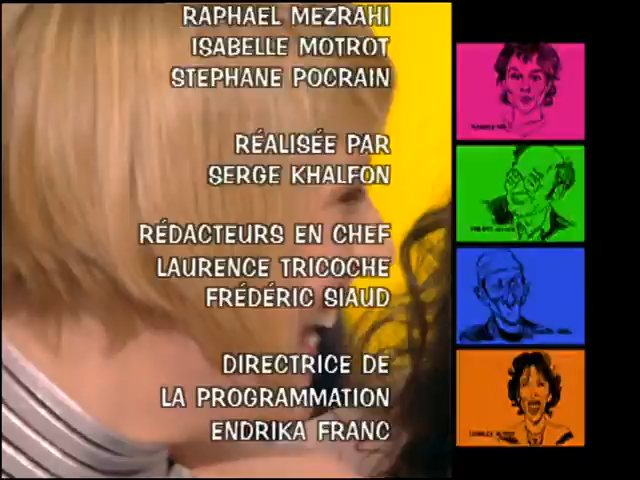 RAPHAEL MEZRAHI
ISABELLE MOTROT
STEPHANE POCRAIN
RÉALISÉE PAR
SERGE KHALFON
RÉDACTEURS EN CHEF
LAURENCE TRICOCHE
FRÉDÉRIC SIAUD
DIRECTRICE DE
LA PROGRAMMATION
ENDRIKA FRANC